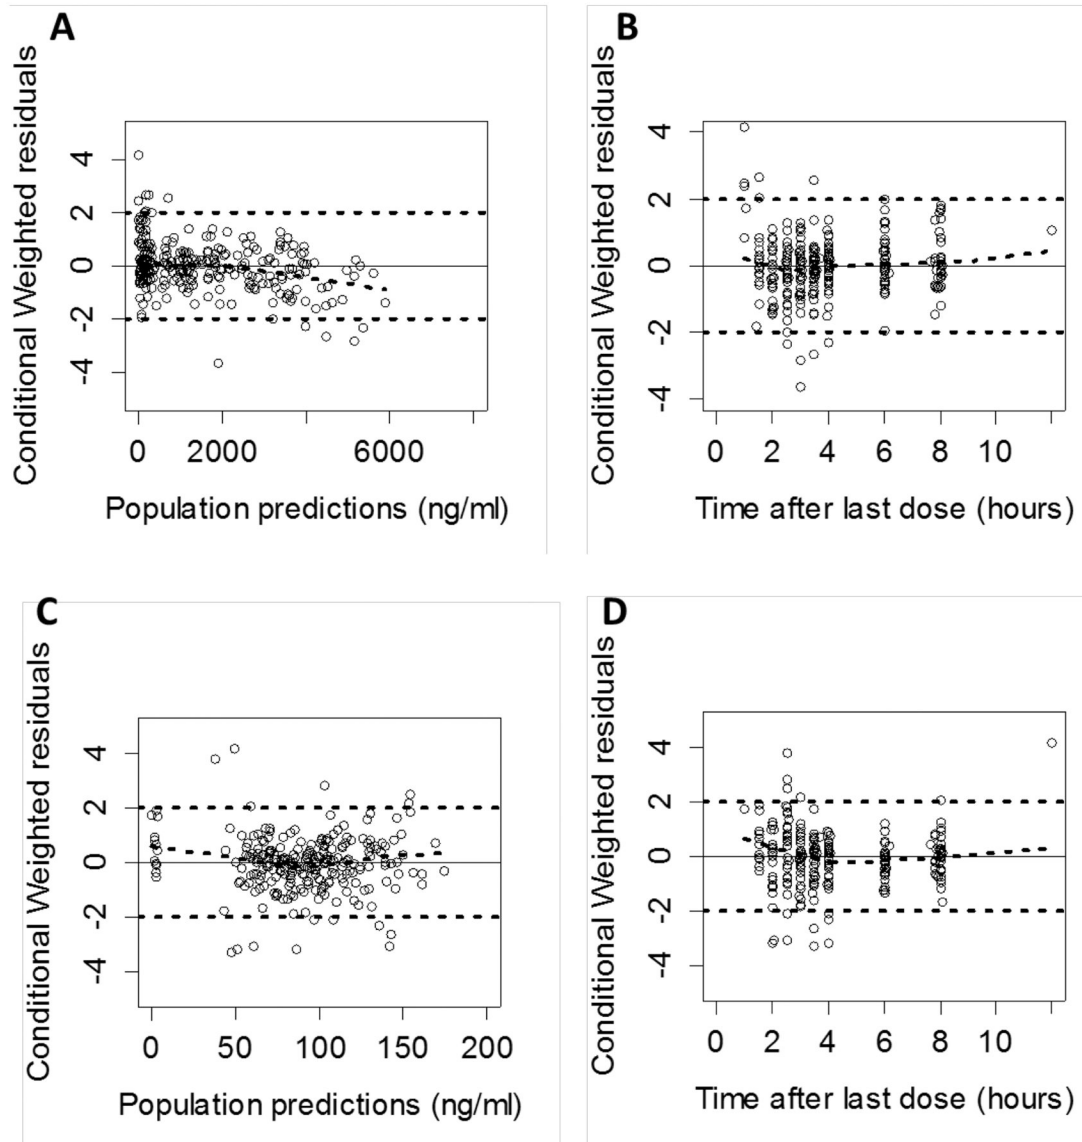 A
Conditional Weighted residuals
4
2
0
-2
-4
0 2000 6000
Population predictions (ng/ml)
B
Conditional Weighted residuals
4
2
0
-2
-4
0 2 4 6 8 10
Time after last dose (hours)
C
Conditional Weighted residuals
4
2
0
-2
-4
0 50 100 150 200
Population predictions (ng/ml)
D
Conditional Weighted residuals
4
2
0
-2
-4
0 2 4 6 8 10
Time after last dose (hours)